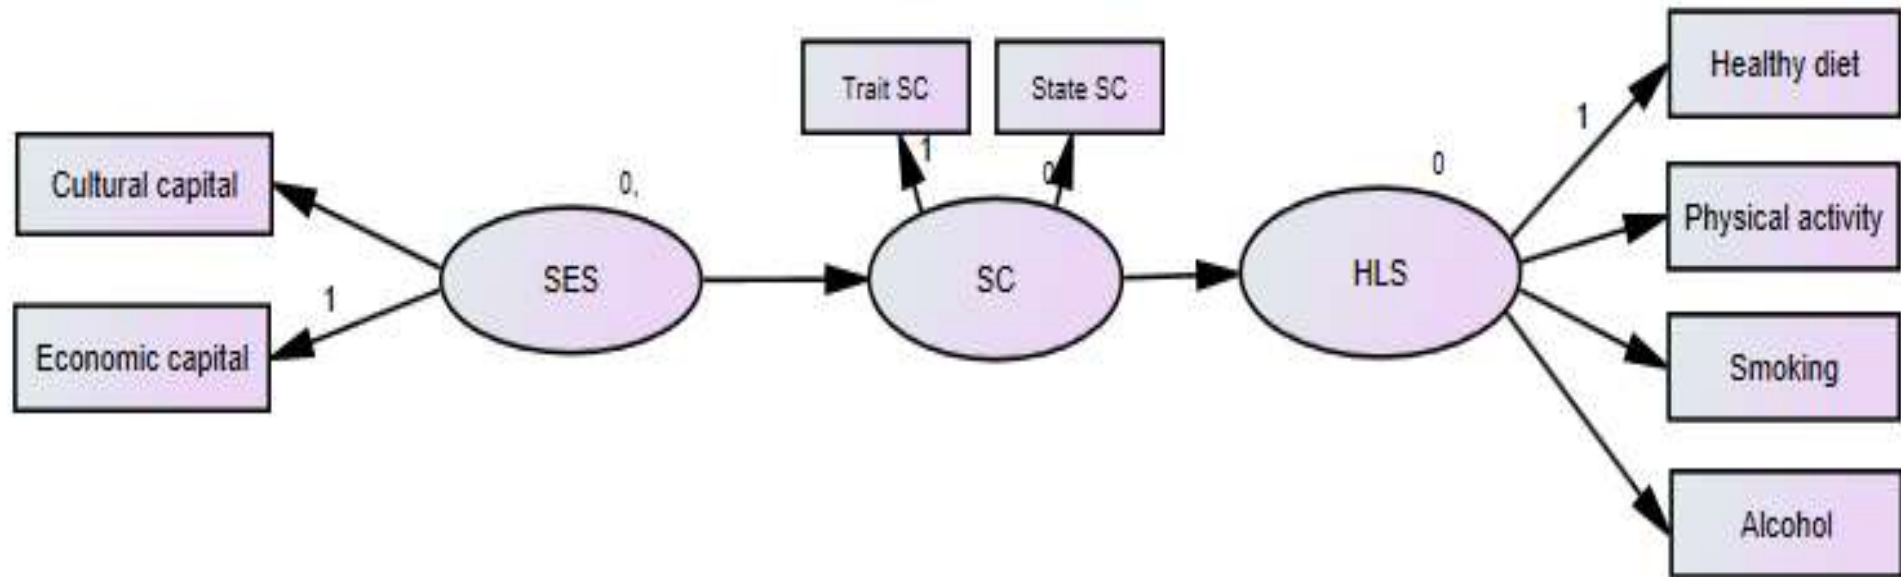 Healthy diet
Trait SC
State SC
1
1
Cultural capital
0,
0
0
Physical activity
SES
SC
HLS
1
Economic capital
Smoking
Alcohol